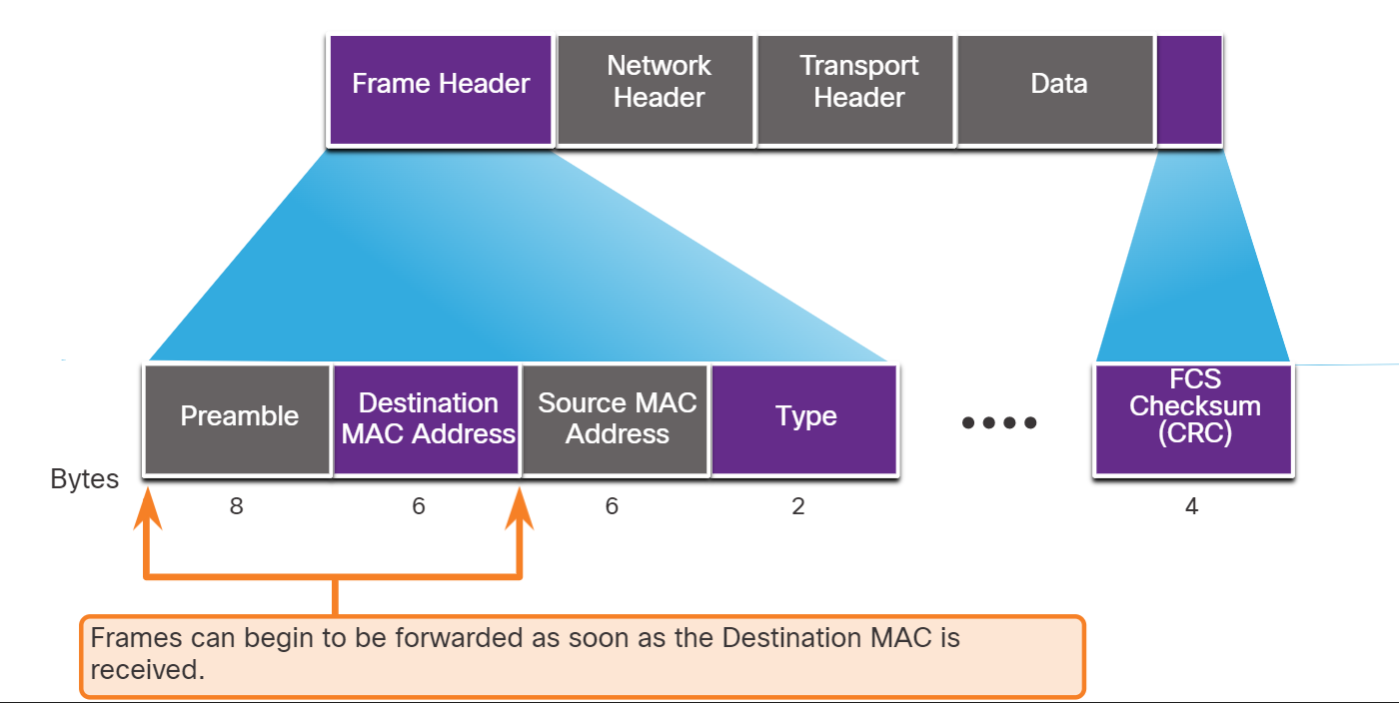 Frame Header
Network
Header
Transport
Header
Data
Preamble
Destination
MAC Address
Source MAC
Address
Type
FCS
Checksum
(CRC)
Bytes
8
6
6
2
4
Frames can begin to be forwarded as soon as the Destination MAC is
received.